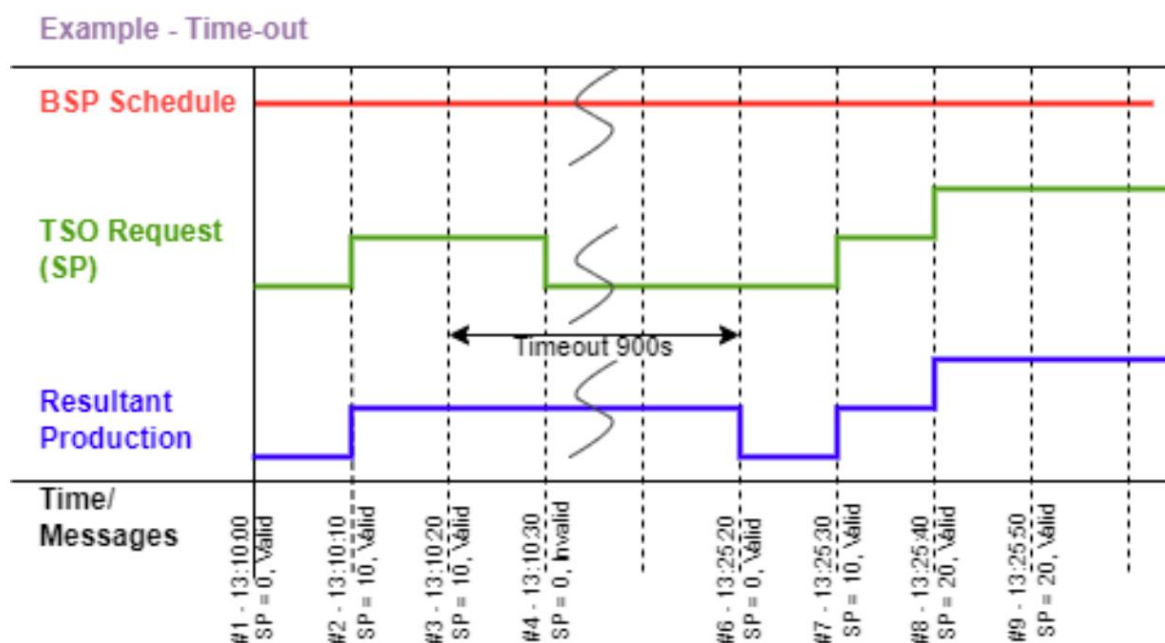 Example - Time-out
BSP Schedule
TSO Request
(SP)
Timeout 900s
Resultant
Production
Time/
Messages
#1 - 13:10:00
SP = 0, Valid
#2 - 13:10:10
SP = 10, Valid
#3 - 13:10:20
SP = 10, Valid
#4 - 13:10:30
SP = 0, Invalid
#6 - 13:25:20
SP = 0, Valid
#7 - 13:25:30
SP = 10, Valid
#8 - 13:25:40
SP = 20, Valid
#9 - 13:25:50
SP = 20, Valid